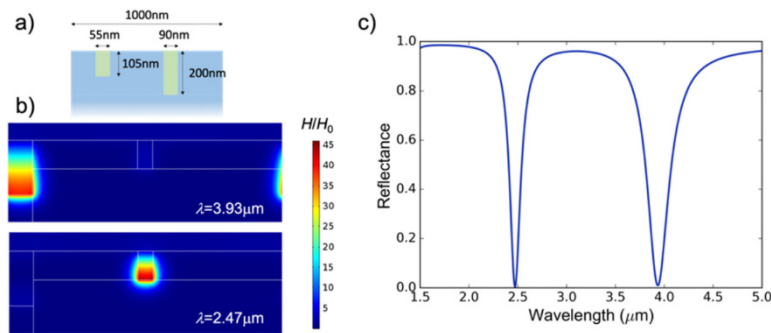 a)
1000nm
55nm
90nm
105nm
200nm
b)
H/H₀
45
40
35
30
25
20
15
10
5
λ=3.93μm
λ=2.47μm
c)
1.0
0.8
0.6
0.4
0.2
0.0
Reflectance
1.5 2.0 2.5 3.0 3.5 4.0 4.5 5.0
Wavelength (μm)